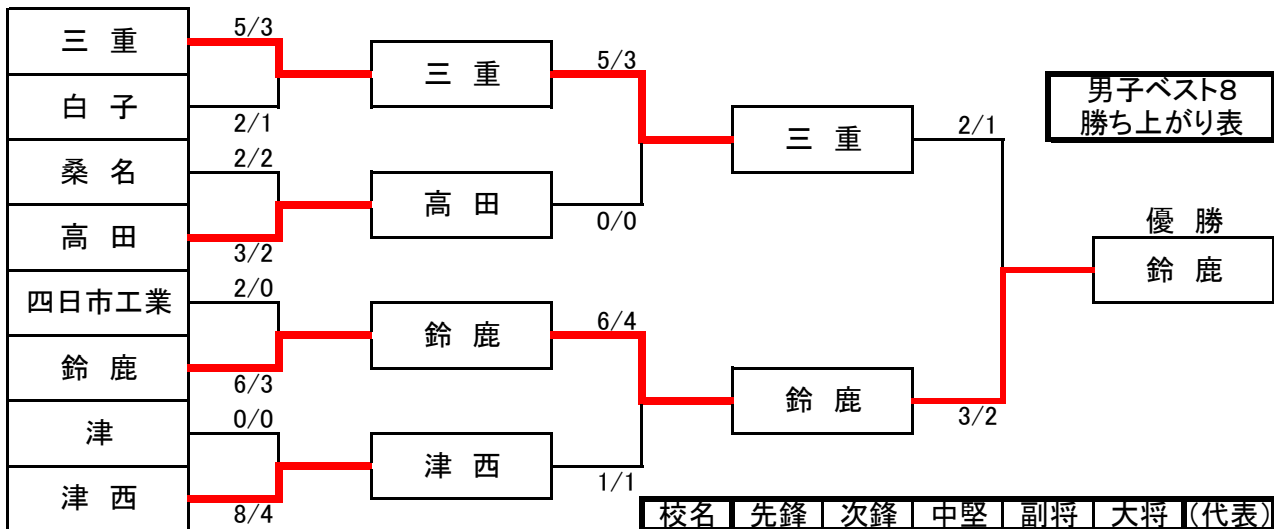 三 重
白 子
桑 名
高 田
四日市工業
鈴 鹿
津
津 西
5/3
2/1
2/2
3/2
2/0
6/3
0/0
8/4
三 重
高 田
鈴 鹿
津 西
5/3
0/0
6/4
1/1
三 重
鈴 鹿
2/1
3/2
男子ベスト8
勝ち上がり表
優 勝
鈴 鹿
校名 先鋒 次鋒 中堅 副将 大将 (代表)